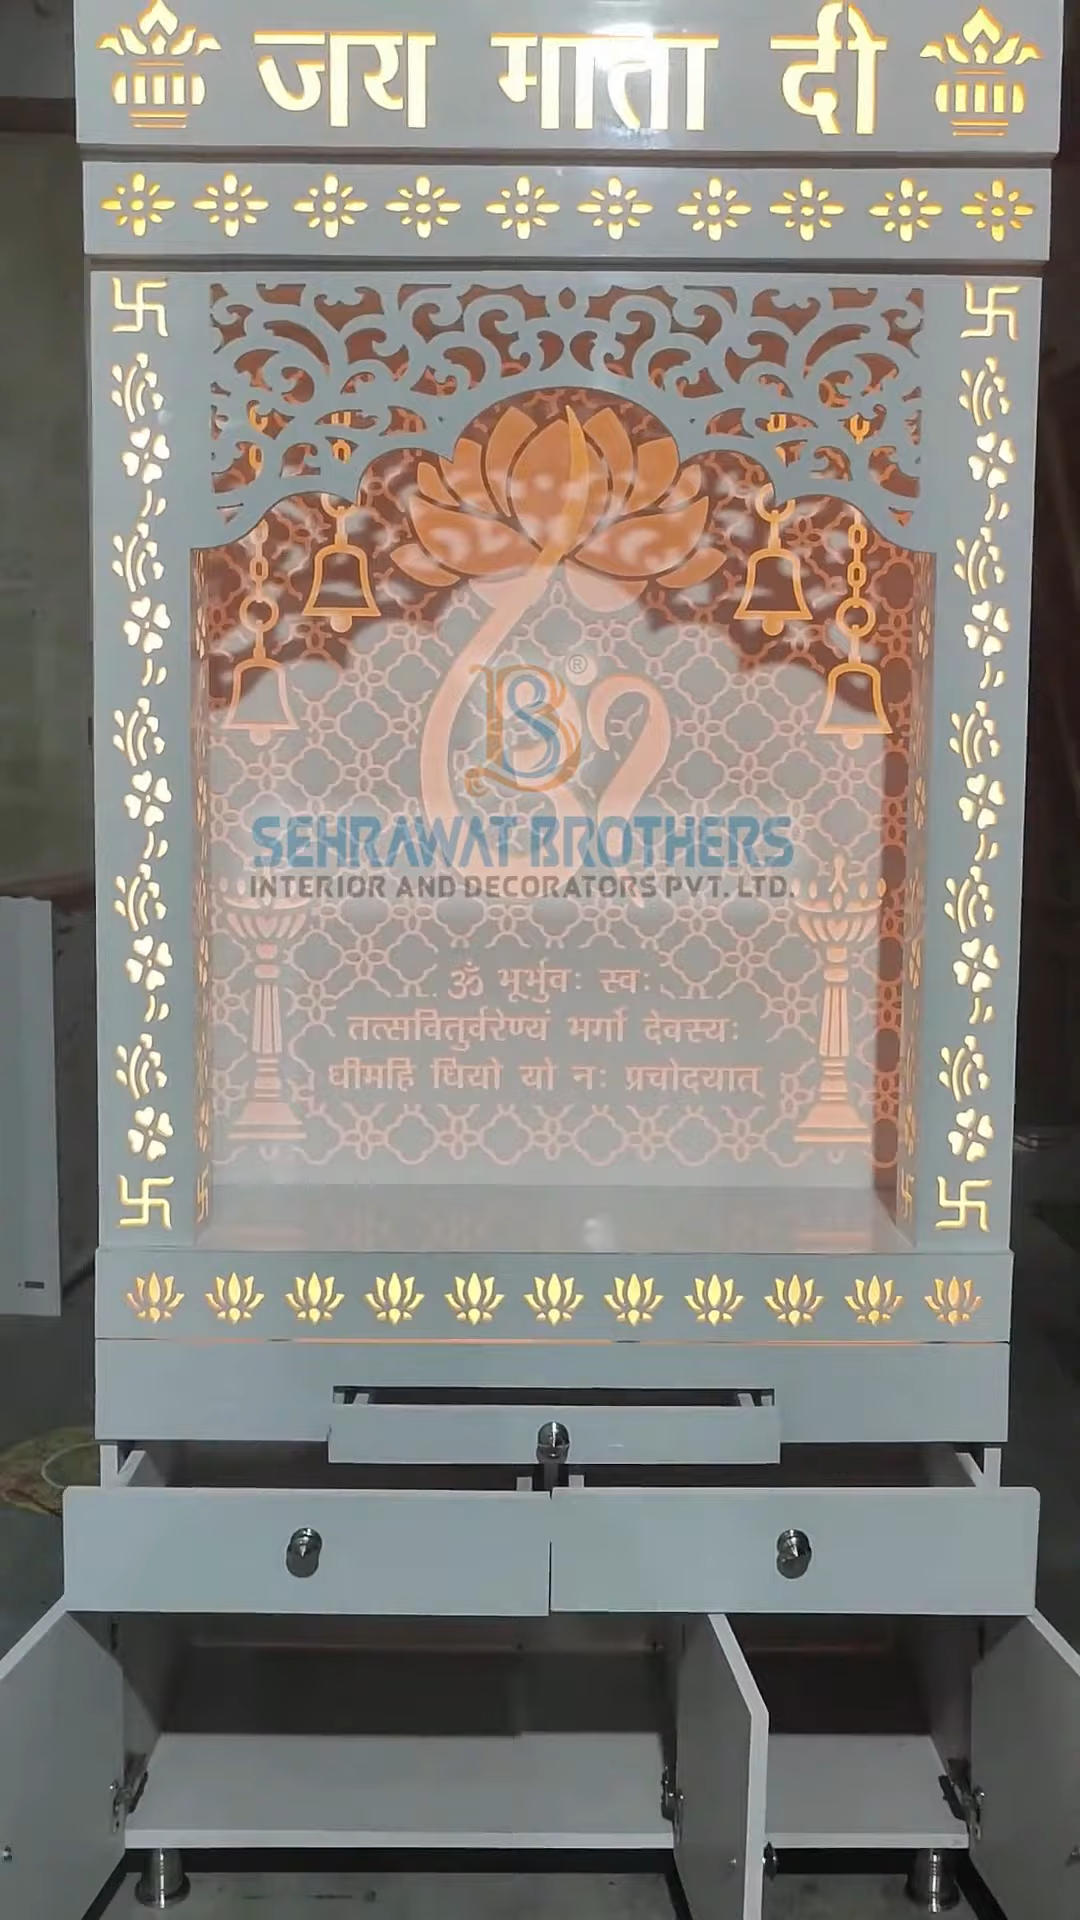 जय माता दी
®
SEHRAWAT BROTHERS
INTERIOR AND DECORATORS PVT. LTD.
ॐ भूर्भुवः स्वः
तत्सवितुर्वरेण्यं भर्गो देवस्यः
धीमहि धियो यो नः प्रचोदयात्